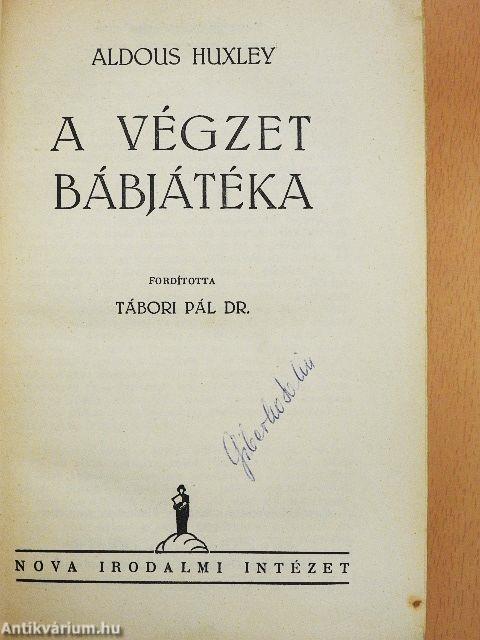 ALDOUS HUXLEY
A VÉGZET
BÁBJÁTÉKA
FORDÍTOTTA
TÁBORI PÁL DR.
NOVA IRODALMI INTÉZET
Antikvárium.hu